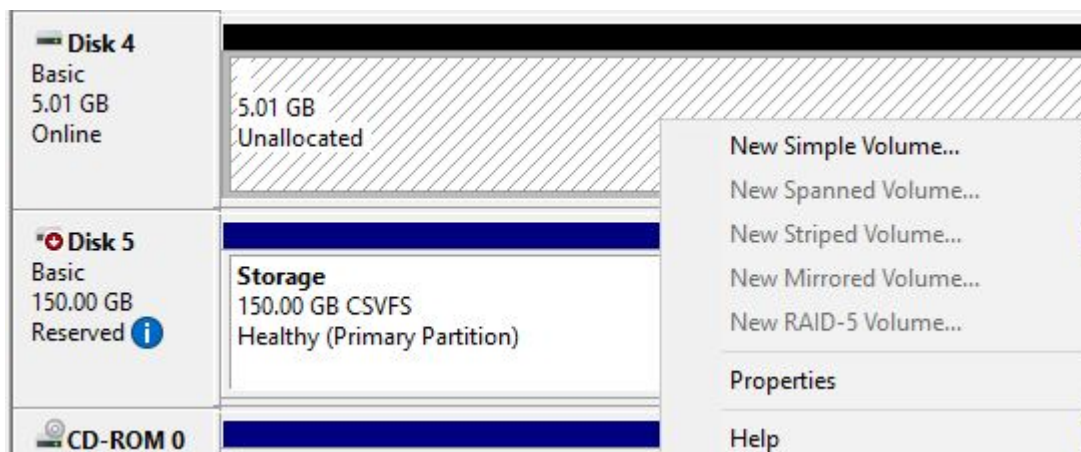 Disk 4
Basic
5.01 GB
Online
5.01 GB
Unallocated
New Simple Volume...
New Spanned Volume...
New Striped Volume...
New Mirrored Volume...
New RAID-5 Volume...
Properties
Help
Disk 5
Basic
150.00 GB
Reserved
Storage
150.00 GB CSVFS
Healthy (Primary Partition)
CD-ROM 0